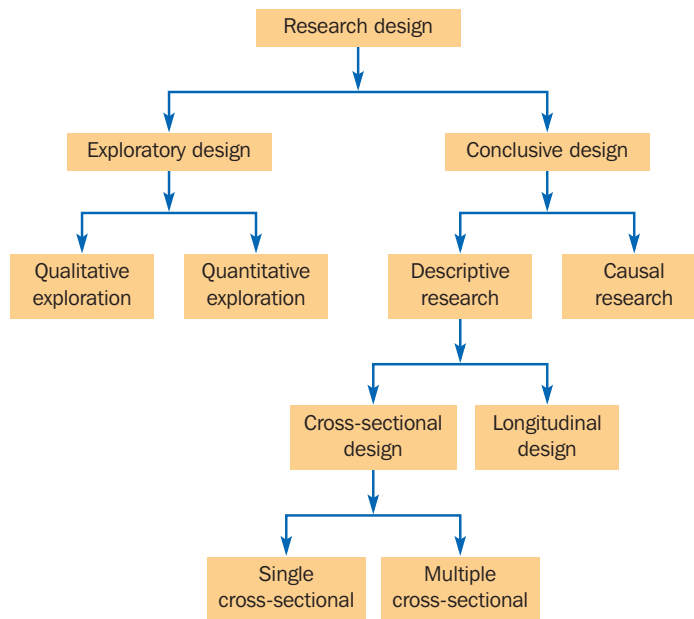 Research design
Exploratory design
Conclusive design
Qualitative
exploration
Quantitative
exploration
Descriptive
research
Causal
research
Cross-sectional
design
Longitudinal
design
Single
cross-sectional
Multiple
cross-sectional